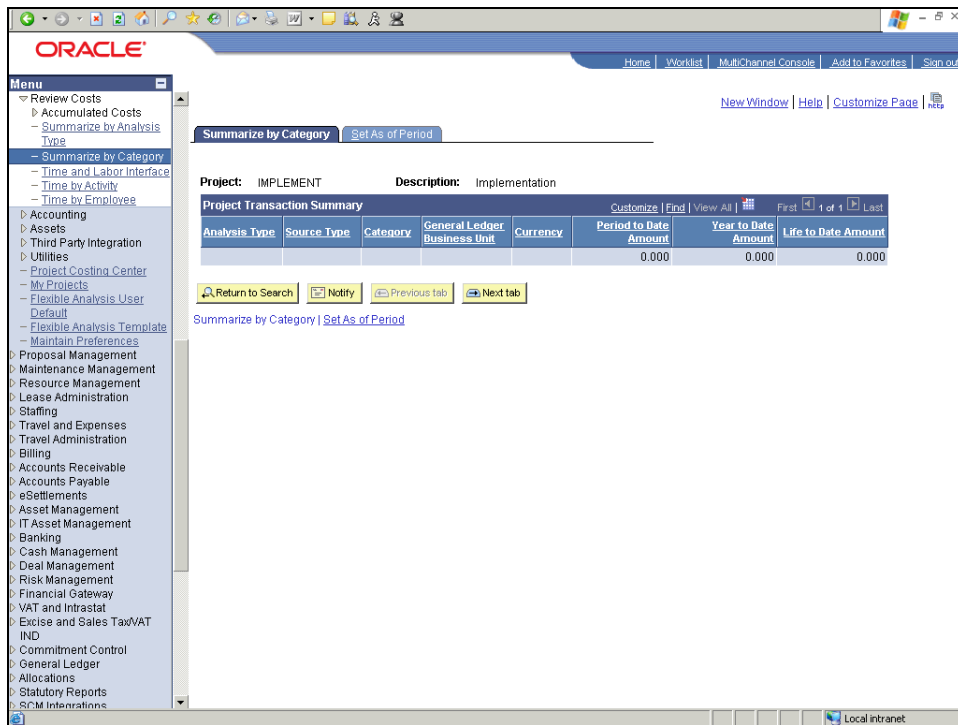 ORACLE
Home | Worklist | MultiChannel Console | Add to Favorites | Sign out
Menu
Review Costs
Accumulated Costs
Summarize by Analysis Type
Summarize by Category
Time and Labor Interface
Time by Activity
Time by Employee
Accounting
Assets
Third Party Integration
Utilities
Project Costing Center
My Projects
Flexible Analysis User Default
Flexible Analysis Template
Maintain Preferences
Proposal Management
Maintenance Management
Resource Management
Lease Administration
Staffing
Travel and Expenses
Travel Administration
Billing
Accounts Receivable
Accounts Payable
eSettlements
Asset Management
IT Asset Management
Banking
Cash Management
Deal Management
Risk Management
Financial Gateway
VAT and Intrastat
Excise and Sales Tax/VAT IND
Commitment Control
General Ledger
Allocations
Statutory Reports
SCM Integrations
New Window | Help | Customize Page | http
Summarize by Category Set As of Period
Project: IMPLEMENT Description: Implementation
Project Transaction Summary Customize | Find | View All | First 1 of 1 Last
Analysis Type Source Type Category General Ledger Business Unit Currency Period to Date Amount Year to Date Amount Life to Date Amount
0.000 0.000 0.000
Return to Search Notify Previous tab Next tab
Summarize by Category | Set As of Period
Local intranet